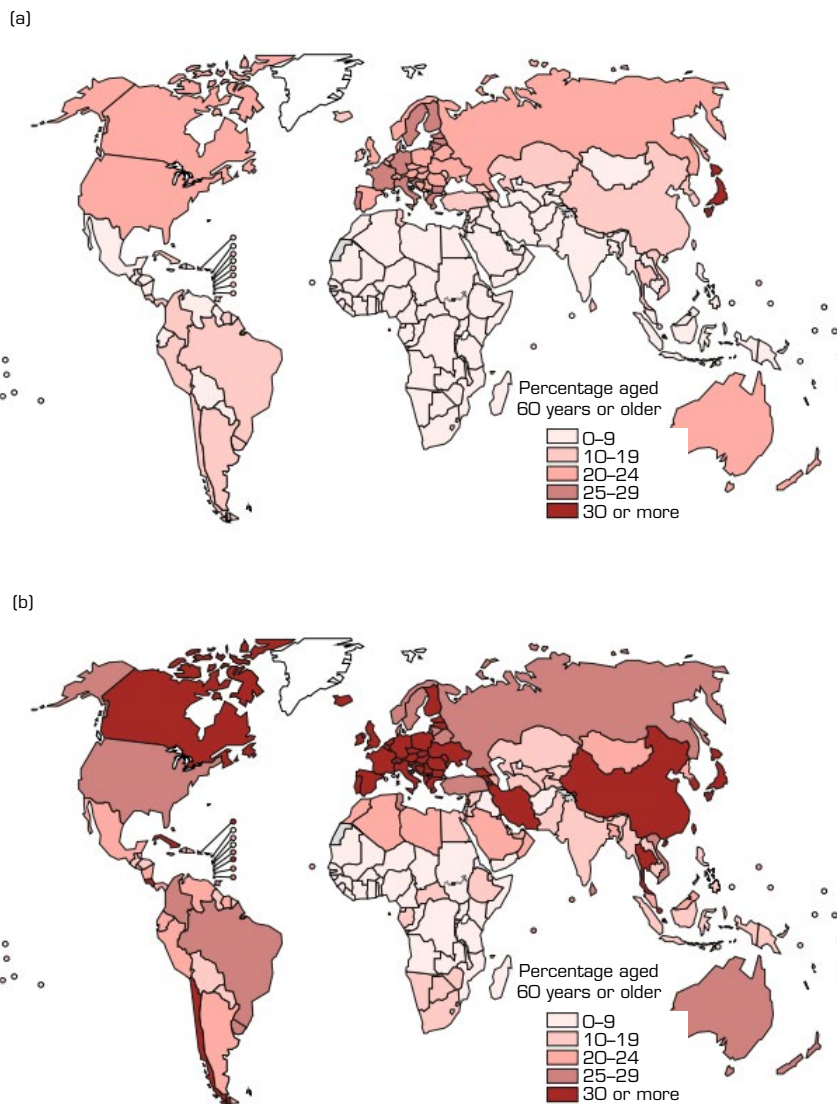 (a)
Percentage aged
60 years or older
0–9
10–19
20–24
25–29
30 or more
(b)
Percentage aged
60 years or older
0–9
10–19
20–24
25–29
30 or more